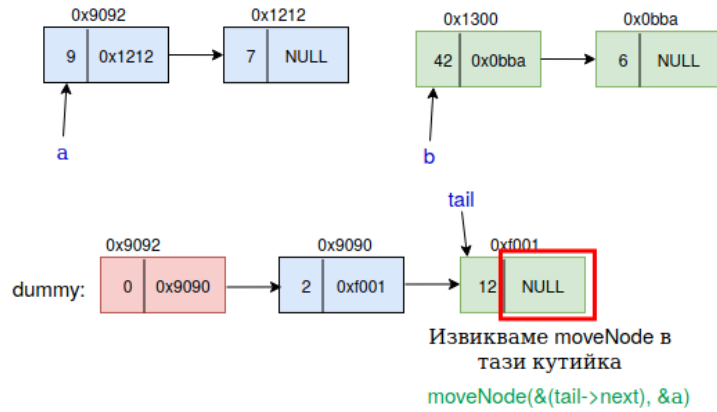 0x9092 0x1212 0x1300 0x0bba
9 0x1212 7 NULL 42 0x0bba 6 NULL
a b
tail
0x9092 0x9090 0xf001
dummy: 0 0x9090 2 0xf001 12 NULL
Извикваме moveNode в
тази кутийка
moveNode(&(tail->next), &a)